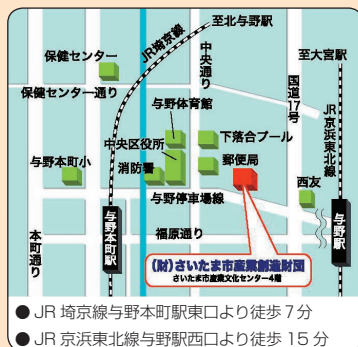 至北与野駅
至大宮駅
JR埼京線
中央通り
国道17号
JR京浜東北線
保健センター
保健センター通り
与野体育館
下落合プール
中央区役所
郵便局
与野本町小
消防署
西友
与野停車場線
本町通り
与野本町駅
福原通り
与野駅
(財)さいたま市産業創造財団
さいたま市産業文化センター4階
● JR 埼京線与野本町駅東口より徒歩7分
● JR 京浜東北線与野駅西口より徒歩 15 分